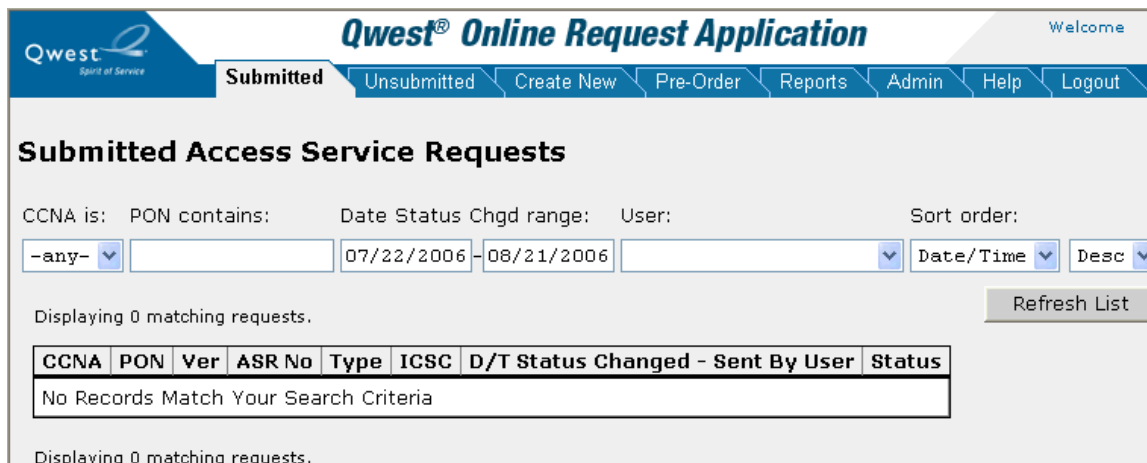 Qwest® Online Request Application
Welcome
Qwest
Spirit of Service
Submitted Unsubmitted Create New Pre-Order Reports Admin Help Logout
Submitted Access Service Requests
CCNA is: PON contains: Date Status Chgd range: User: Sort order:
-any- 07/22/2006-08/21/2006 Date/Time Desc
Refresh List
Displaying 0 matching requests.
CCNA PON Ver ASR No Type ICSC D/T Status Changed - Sent By User Status
No Records Match Your Search Criteria
Displaying 0 matching requests.